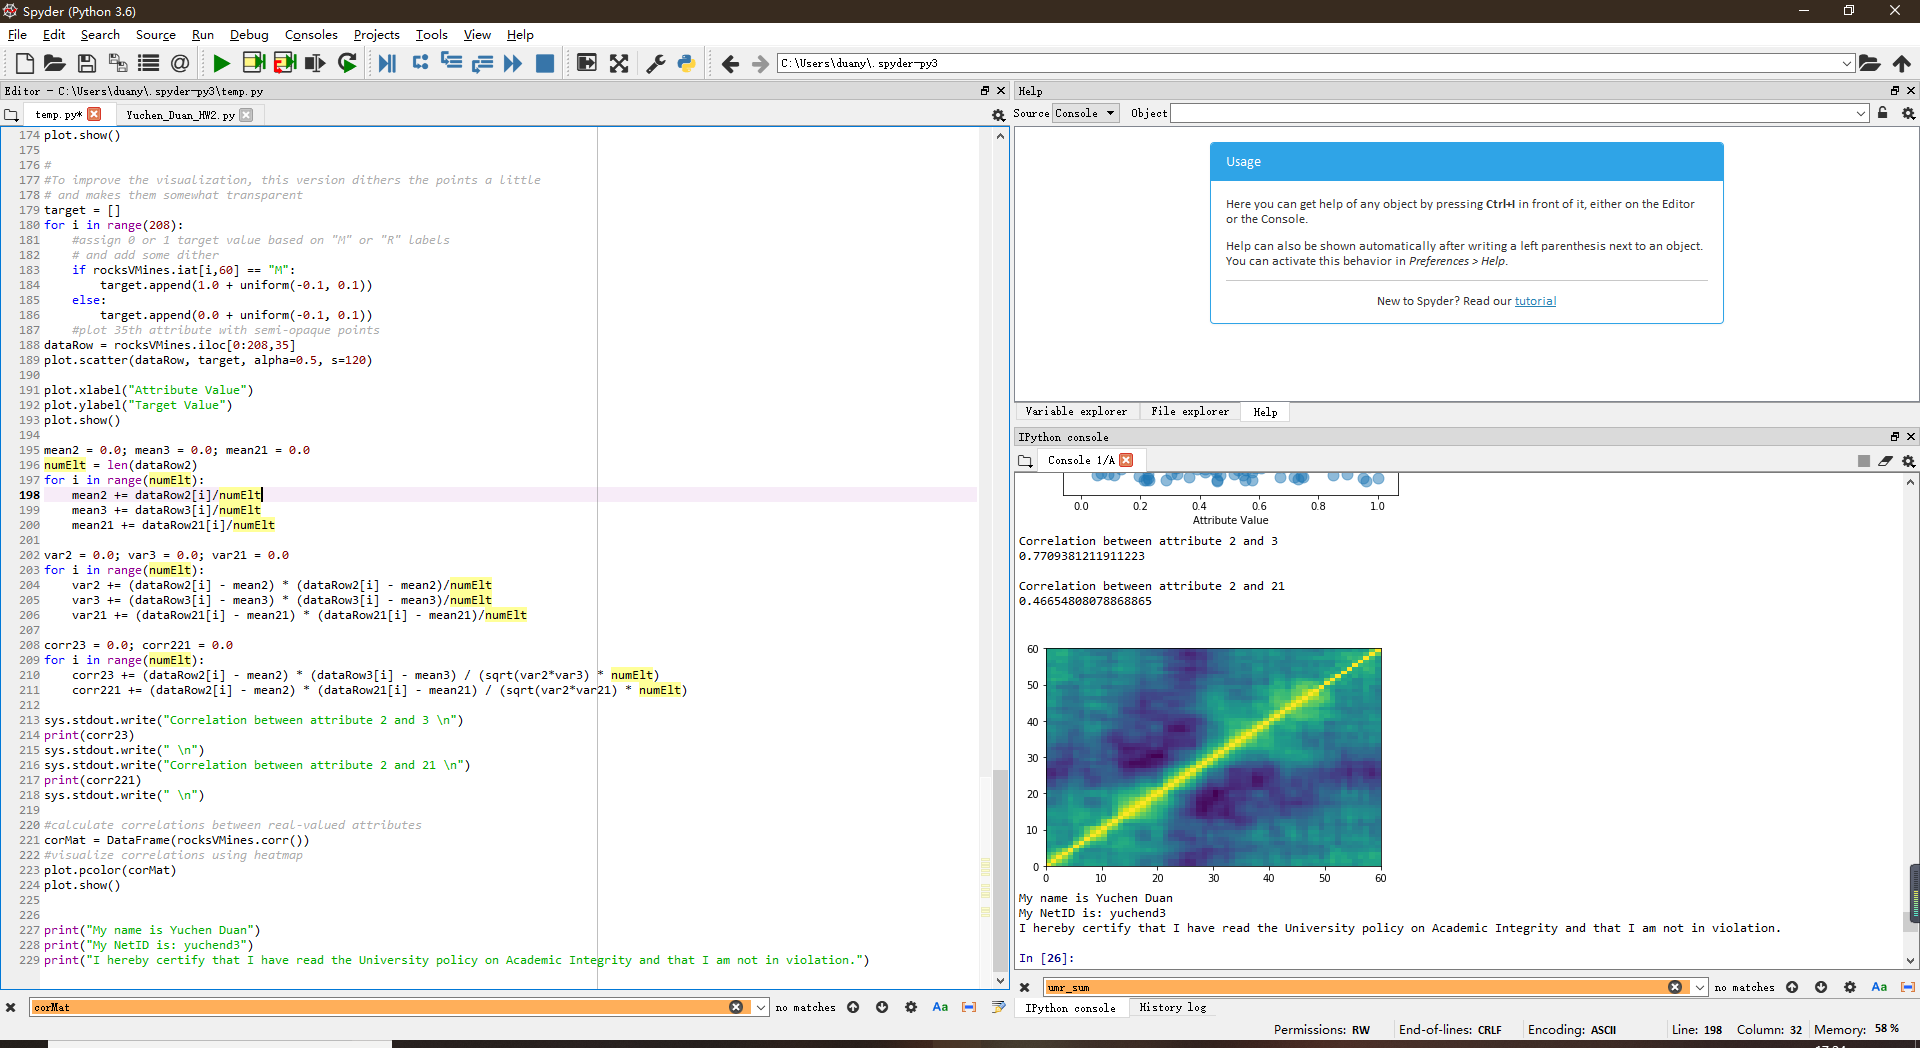 Spyder (Python 3.6)
File Edit Search Source Run Debug Consoles Projects Tools View Help
C:\Users\duany\.spyder-py3
Editor - C:\Users\duany\.spyder-py3\temp.py
temp.py* Yuchen_Duan_HW2.py
174 plot.show()
175
176 #
177 #To improve the visualization, this version dithers the points a little
178 # and makes them somewhat transparent
179 target = []
180 for i in range(208):
181     #assign 0 or 1 target value based on "M" or "R" labels
182     # and add some dither
183     if rocksVMines.iat[i,60] == "M":
184         target.append(1.0 + uniform(-0.1, 0.1))
185     else:
186         target.append(0.0 + uniform(-0.1, 0.1))
187     #plot 35th attribute with semi-opaque points
188 dataRow = rocksVMines.iloc[0:208,35]
189 plot.scatter(dataRow, target, alpha=0.5, s=120)
190
191 plot.xlabel("Attribute Value")
192 plot.ylabel("Target Value")
193 plot.show()
194
195 mean2 = 0.0; mean3 = 0.0; mean21 = 0.0
196 numElt = len(dataRow2)
197 for i in range(numElt):
198     mean2 += dataRow2[i]/numElt
199     mean3 += dataRow3[i]/numElt
200     mean21 += dataRow21[i]/numElt
201
202 var2 = 0.0; var3 = 0.0; var21 = 0.0
203 for i in range(numElt):
204     var2 += (dataRow2[i] - mean2) * (dataRow2[i] - mean2)/numElt
205     var3 += (dataRow3[i] - mean3) * (dataRow3[i] - mean3)/numElt
206     var21 += (dataRow21[i] - mean21) * (dataRow21[i] - mean21)/numElt
207
208 corr23 = 0.0; corr221 = 0.0
209 for i in range(numElt):
210     corr23 += (dataRow2[i] - mean2) * (dataRow3[i] - mean3) / (sqrt(var2*var3) * numElt)
211     corr221 += (dataRow2[i] - mean2) * (dataRow21[i] - mean21) / (sqrt(var2*var21) * numElt)
212
213 sys.stdout.write("Correlation between attribute 2 and 3 \n")
214 print(corr23)
215 sys.stdout.write(" \n")
216 sys.stdout.write("Correlation between attribute 2 and 21 \n")
217 print(corr221)
218 sys.stdout.write(" \n")
219
220 #calculate correlations between real-valued attributes
221 corMat = DataFrame(rocksVMines.corr())
222 #visualize correlations using heatmap
223 plot.pcolor(corMat)
224 plot.show()
225
226
227 print("My name is Yuchen Duan")
228 print("My NetID is: yuchend3")
229 print("I hereby certify that I have read the University policy on Academic Integrity and that I am not in violation.")
corMat no matches Aa
Help
Source Console Object
Usage
Here you can get help of any object by pressing Ctrl+I in front of it, either on the Editor
or the Console.
Help can also be shown automatically after writing a left parenthesis next to an object.
You can activate this behavior in Preferences > Help.
New to Spyder? Read our tutorial
Variable explorer File explorer Help
IPython console
Console 1/A
0.0 0.2 0.4 0.6 0.8 1.0
Attribute Value
Correlation between attribute 2 and 3
0.7709381211911223
Correlation between attribute 2 and 21
0.46654808078868865
60
50
40
30
20
10
0
0 10 20 30 40 50 60
My name is Yuchen Duan
My NetID is: yuchend3
I hereby certify that I have read the University policy on Academic Integrity and that I am not in violation.
In [26]:
umr_sum no matches Aa
IPython console History log
Permissions: RW End-of-lines: CRLF Encoding: ASCII Line: 198 Column: 32 Memory: 58 %